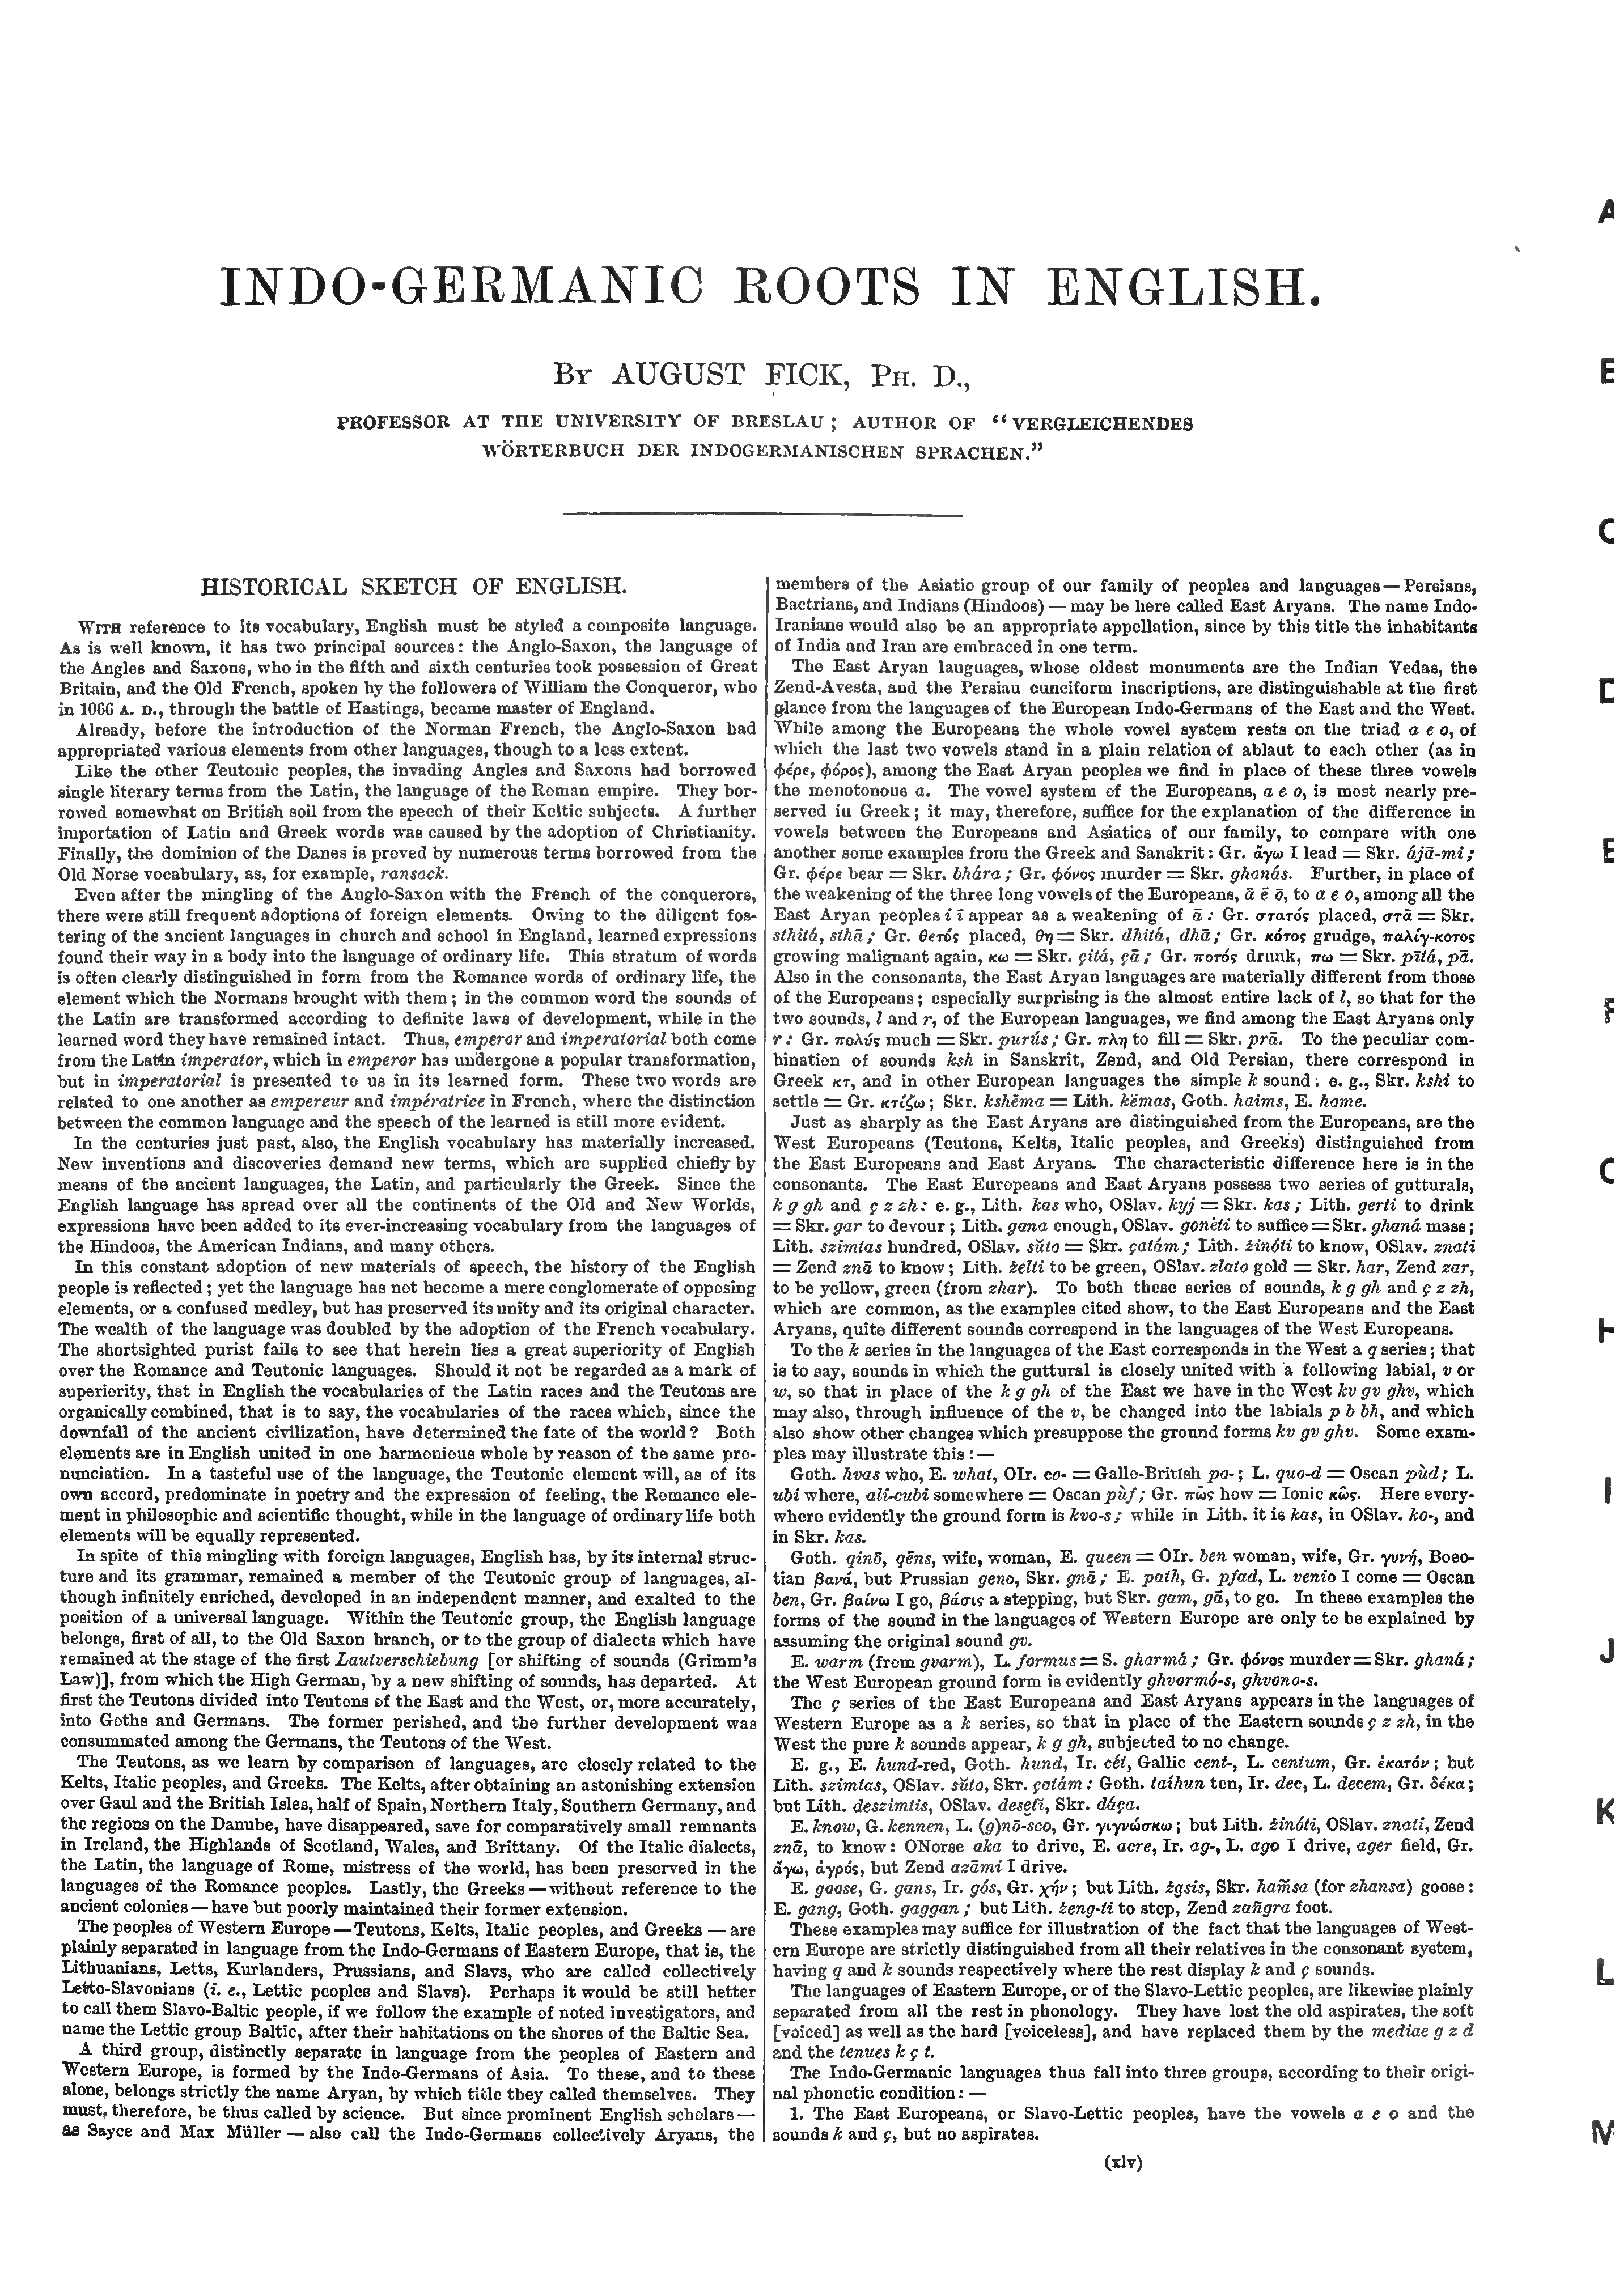 INDO-GERMANIC ROOTS IN ENGLISH.
BY AUGUST FICK, PH. D.,
PROFESSOR AT THE UNIVERSITY OF BRESLAU; AUTHOR OF “VERGLEICHENDES
WÖRTERBUCH DER INDOGERMANISCHEN SPRACHEN.”
HISTORICAL SKETCH OF ENGLISH.
WITH reference to its vocabulary, English must be styled a composite language.
As is well known, it has two principal sources: the Anglo-Saxon, the language of
the Angles and Saxons, who in the fifth and sixth centuries took possession of Great
Britain, and the Old French, spoken by the followers of William the Conqueror, who
in 1066 A. D., through the battle of Hastings, became master of England.
Already, before the introduction of the Norman French, the Anglo-Saxon had
appropriated various elements from other languages, though to a less extent.
Like the other Teutonic peoples, the invading Angles and Saxons had borrowed
single literary terms from the Latin, the language of the Roman empire. They bor-
rowed somewhat on British soil from the speech of their Keltic subjects. A further
importation of Latin and Greek words was caused by the adoption of Christianity.
Finally, the dominion of the Danes is proved by numerous terms borrowed from the
Old Norse vocabulary, as, for example, ransack.
Even after the mingling of the Anglo-Saxon with the French of the conquerors,
there were still frequent adoptions of foreign elements. Owing to the diligent fos-
tering of the ancient languages in church and school in England, learned expressions
found their way in a body into the language of ordinary life. This stratum of words
is often clearly distinguished in form from the Romance words of ordinary life, the
element which the Normans brought with them; in the common word the sounds of
the Latin are transformed according to definite laws of development, while in the
learned word they have remained intact. Thus, emperor and imperatorial both come
from the Latin imperator, which in emperor has undergone a popular transformation,
but in imperatorial is presented to us in its learned form. These two words are
related to one another as empereur and impératrice in French, where the distinction
between the common language and the speech of the learned is still more evident.
In the centuries just past, also, the English vocabulary has materially increased.
New inventions and discoveries demand new terms, which are supplied chiefly by
means of the ancient languages, the Latin, and particularly the Greek. Since the
English language has spread over all the continents of the Old and New Worlds,
expressions have been added to its ever-increasing vocabulary from the languages of
the Hindoos, the American Indians, and many others.
In this constant adoption of new materials of speech, the history of the English
people is reflected; yet the language has not become a mere conglomerate of opposing
elements, or a confused medley, but has preserved its unity and its original character.
The wealth of the language was doubled by the adoption of the French vocabulary.
The shortsighted purist fails to see that herein lies a great superiority of English
over the Romance and Teutonic languages. Should it not be regarded as a mark of
superiority, thst in English the vocabularies of the Latin races and the Teutons are
organically combined, that is to say, the vocabularies of the races which, since the
downfall of the ancient civilization, have determined the fate of the world? Both
elements are in English united in one harmonious whole by reason of the same pro-
nunciation. In a tasteful use of the language, the Teutonic element will, as of its
own accord, predominate in poetry and the expression of feeling, the Romance ele-
ment in philosophic and scientific thought, while in the language of ordinary life both
elements will be equally represented.
In spite of this mingling with foreign languages, English has, by its internal struc-
ture and its grammar, remained a member of the Teutonic group of languages, al-
though infinitely enriched, developed in an independent manner, and exalted to the
position of a universal language. Within the Teutonic group, the English language
belongs, first of all, to the Old Saxon branch, or to the group of dialects which have
remained at the stage of the first Lautverschiebung [or shifting of sounds (Grimm's
Law)], from which the High German, by a new shifting of sounds, has departed. At
first the Teutons divided into Teutons of the East and the West, or, more accurately,
into Goths and Germans. The former perished, and the further development was
consummated among the Germans, the Teutons of the West.
The Teutons, as we learn by comparison of languages, are closely related to the
Kelts, Italic peoples, and Greeks. The Kelts, after obtaining an astonishing extension
over Gaul and the British Isles, half of Spain, Northern Italy, Southern Germany, and
the regions on the Danube, have disappeared, save for comparatively small remnants
in Ireland, the Highlands of Scotland, Wales, and Brittany. Of the Italic dialects,
the Latin, the language of Rome, mistress of the world, has been preserved in the
languages of the Romance peoples. Lastly, the Greeks — without reference to the
ancient colonies — have but poorly maintained their former extension.
The peoples of Western Europe — Teutons, Kelts, Italic peoples, and Greeks — are
plainly separated in language from the Indo-Germans of Eastern Europe, that is, the
Lithuanians, Letts, Kurlanders, Prussians, and Slavs, who are called collectively
Letto-Slavonians (i. e., Lettic peoples and Slavs). Perhaps it would be still better
to call them Slavo-Baltic people, if we follow the example of noted investigators, and
name the Lettic group Baltic, after their habitations on the shores of the Baltic Sea.
A third group, distinctly separate in language from the peoples of Eastern and
Western Europe, is formed by the Indo-Germans of Asia. To these, and to these
alone, belongs strictly the name Aryan, by which title they called themselves. They
must, therefore, be thus called by science. But since prominent English scholars —
as Sayce and Max Müller — also call the Indo-Germans collectively Aryans, the
members of the Asiatio group of our family of peoples and languages — Persians,
Bactrians, and Indians (Hindoos) — may be here called East Aryans. The name Indo-
Iranians would also be an appropriate appellation, since by this title the inhabitants
of India and Iran are embraced in one term.
The East Aryan languages, whose oldest monuments are the Indian Vedas, the
Zend-Avesta, and the Persian cuneiform inscriptions, are distinguishable at the first
glance from the languages of the European Indo-Germans of the East and the West.
While among the Europeans the whole vowel system rests on the triad a e o, of
which the last two vowels stand in a plain relation of ablaut to each other (as in
φέρε, φόρος), among the East Aryan peoples we find in place of these three vowels
the monotonous a. The vowel system of the Europeans, a e o, is most nearly pre-
served in Greek; it may, therefore, suffice for the explanation of the difference in
vowels between the Europeans and Asiatics of our family, to compare with one
another some examples from the Greek and Sanskrit: Gr. ἄγω I lead = Skr. ájā-mi;
Gr. φέρε bear = Skr. bhára; Gr. φόνος murder = Skr. ghanás. Further, in place of
the weakening of the three long vowels of the Europeans, ā ē ō, to a e o, among all the
East Aryan peoples i ī appear as a weakening of ā: Gr. στατός placed, στᾱ = Skr.
sthitá, sthā; Gr. θετός placed, θη = Skr. dhitá, dhā; Gr. κότος grudge, παλίγ-κοτος
growing malignant again, κω = Skr. çitá, çā; Gr. ποτός drunk, πω = Skr. pītá, pā.
Also in the consonants, the East Aryan languages are materially different from those
of the Europeans; especially surprising is the almost entire lack of l, so that for the
two sounds, l and r, of the European languages, we find among the East Aryans only
r: Gr. πολύς much = Skr. purús; Gr. πλη to fill = Skr. prā. To the peculiar com-
bination of sounds ksh in Sanskrit, Zend, and Old Persian, there correspond in
Greek κτ, and in other European languages the simple k sound: e. g., Skr. kshi to
settle = Gr. κτίζω; Skr. kshēma = Lith. këmas, Goth. haims, E. home.
Just as sharply as the East Aryans are distinguished from the Europeans, are the
West Europeans (Teutons, Kelts, Italic peoples, and Greeks) distinguished from
the East Europeans and East Aryans. The characteristic difference here is in the
consonants. The East Europeans and East Aryans possess two series of gutturals,
k g gh and ç z zh: e. g., Lith. kas who, OSlav. kyj = Skr. kas; Lith. gerti to drink
= Skr. gar to devour; Lith. gana enough, OSlav. gonèti to suffice = Skr. ghaná mass;
Lith. szimtas hundred, OSlav. sŭto = Skr. çatám; Lith. żinóti to know, OSlav. znati
= Zend znā to know; Lith. żelti to be green, OSlav. zlato gold = Skr. har, Zend zar,
to be yellow, green (from zhar). To both these series of sounds, k g gh and ç z zh,
which are common, as the examples cited show, to the East Europeans and the East
Aryans, quite different sounds correspond in the languages of the West Europeans.
To the k series in the languages of the East corresponds in the West a q series; that
is to say, sounds in which the guttural is closely united with a following labial, v or
w, so that in place of the k g gh of the East we have in the West kv gv ghv, which
may also, through influence of the v, be changed into the labials p b bh, and which
also show other changes which presuppose the ground forms kv gv ghv. Some exam-
ples may illustrate this: —
Goth. hvas who, E. what, OIr. co- = Gallo-British po-; L. quo-d = Oscan pùd; L.
ubi where, ali-cubi somewhere = Oscan pùf; Gr. πῶς how = Ionic κῶς. Here every-
where evidently the ground form is kvo-s; while in Lith. it is kas, in OSlav. ko-, and
in Skr. kas.
Goth. qinō, qēns, wife, woman, E. queen = OIr. ben woman, wife, Gr. γυνή, Boeo-
tian βανά, but Prussian geno, Skr. gnā; E. path, G. pfad, L. venio I come = Oscan
ben, Gr. βαίνω I go, βάσις a stepping, but Skr. gam, gā, to go. In these examples the
forms of the sound in the languages of Western Europe are only to be explained by
assuming the original sound gv.
E. warm (from gvarm), L. formus = S. gharmá; Gr. φόνος murder = Skr. ghaná;
the West European ground form is evidently ghvormó-s, ghvono-s.
The ç series of the East Europeans and East Aryans appears in the languages of
Western Europe as a k series, so that in place of the Eastern sounds ç z zh, in the
West the pure k sounds appear, k g gh, subjected to no change.
E. g., E. hund-red, Goth. hund, Ir. cét, Gallic cent-, L. centum, Gr. ἑκατόν; but
Lith. szimtas, OSlav. sŭto, Skr. çatám: Goth. taíhun ten, Ir. dec, L. decem, Gr. δέκα;
but Lith. deszimtis, OSlav. desętĭ, Skr. dáça.
E. know, G. kennen, L. (g)nō-sco, Gr. γιγνώσκω; but Lith. żinóti, OSlav. znati, Zend
znā, to know: ONorse aka to drive, E. acre, Ir. ag-, L. ago I drive, ager field, Gr.
ἄγω, ἀγρός, but Zend azāmi I drive.
E. goose, G. gans, Ir. gós, Gr. χήν; but Lith. żąsis, Skr. ham̃sa (for zhansa) goose:
E. gang, Goth. gaggan; but Lith. żeng-ti to step, Zend zañgra foot.
These examples may suffice for illustration of the fact that the languages of West-
ern Europe are strictly distinguished from all their relatives in the consonant system,
having q and k sounds respectively where the rest display k and ç sounds.
The languages of Eastern Europe, or of the Slavo-Lettic peoples, are likewise plainly
separated from all the rest in phonology. They have lost the old aspirates, the soft
[voiced] as well as the hard [voiceless], and have replaced them by the mediae g z d
and the tenues k ç t.
The Indo-Germanic languages thus fall into three groups, according to their origi-
nal phonetic condition: —
1. The East Europeans, or Slavo-Lettic peoples, have the vowels a e o and the
sounds k and ç, but no aspirates.
(xlv)
A
E
C
D
E
F
C
I
J
K
L
M